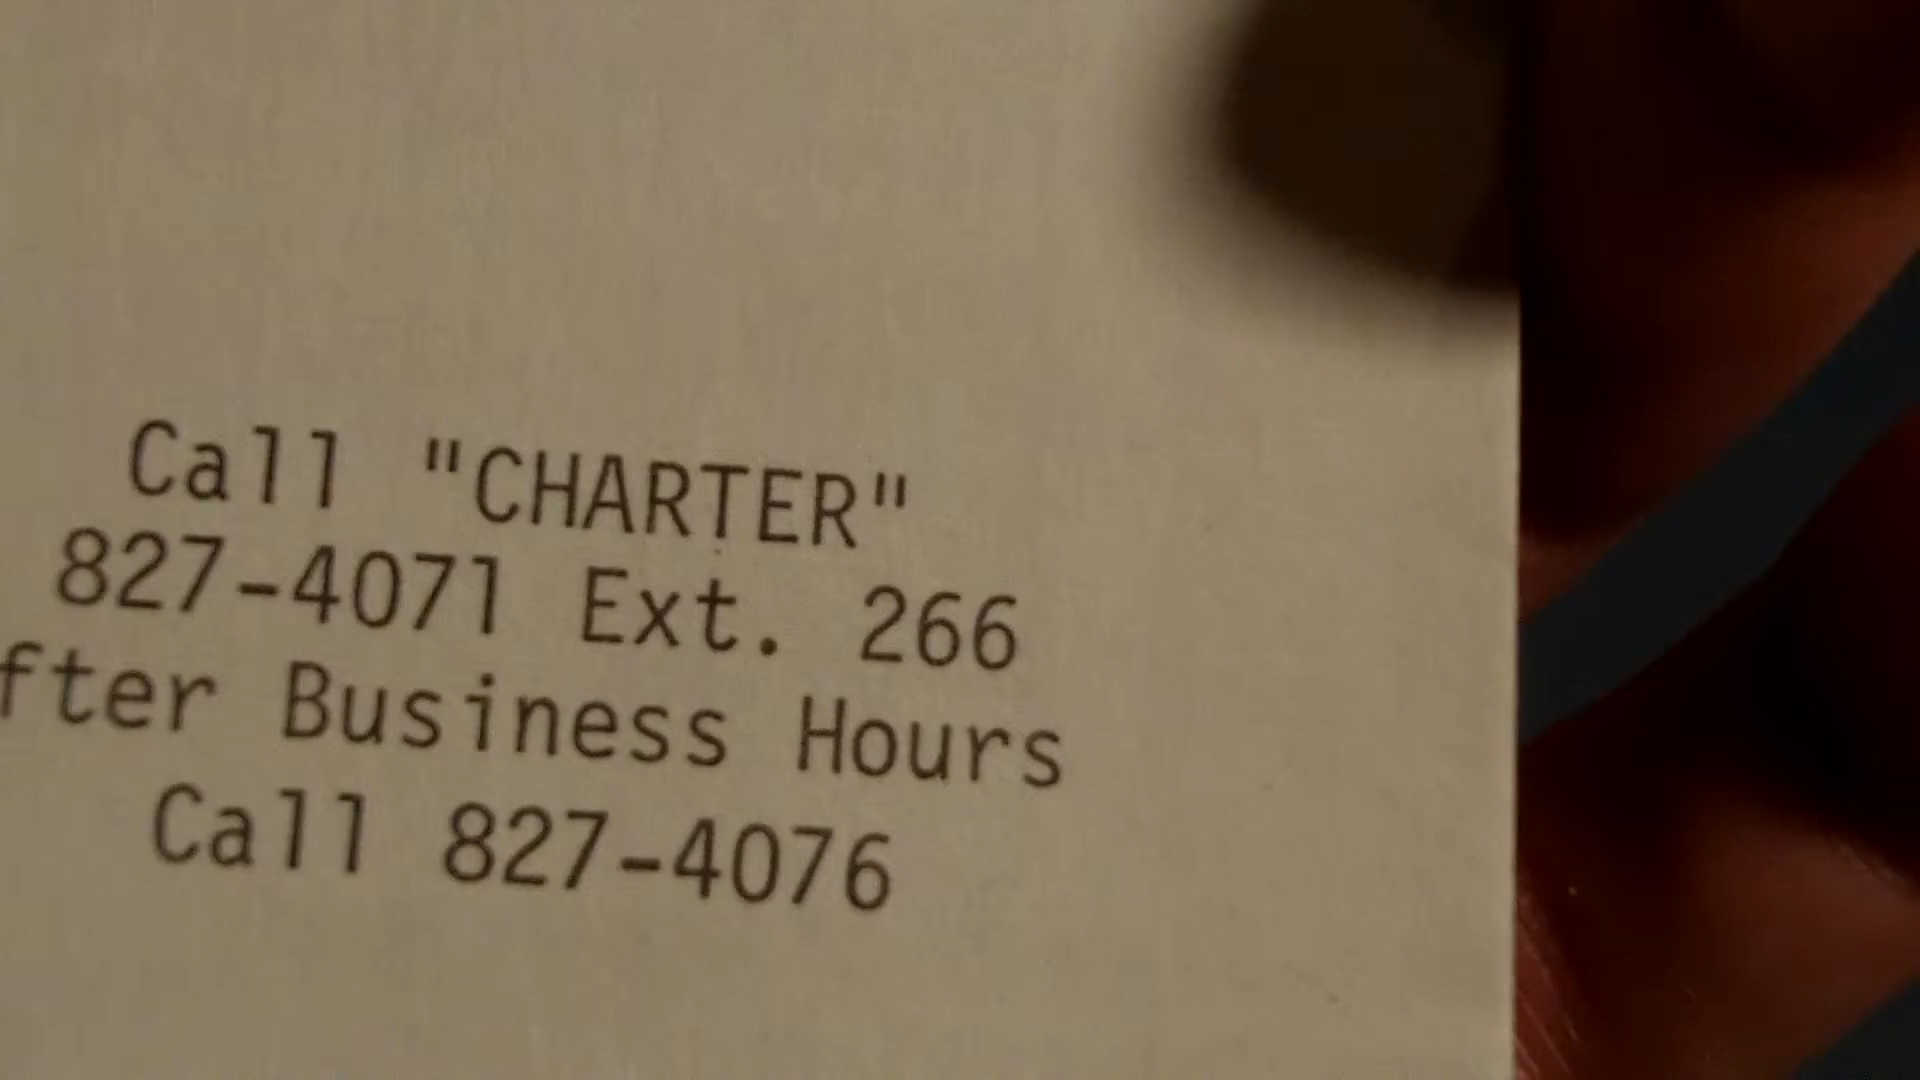 Call "CHARTER"
827-4071 Ext. 266
fter Business Hours
Call 827-4076